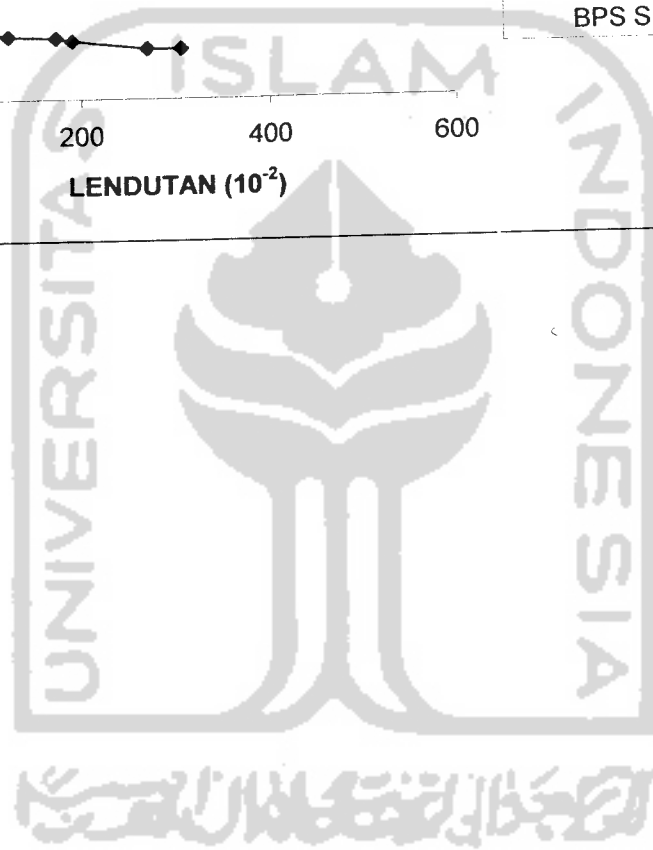 BPS S
200 400 600
LENDUTAN (10⁻²)
UNIVERSITAS
ISLAM
INDONESIA